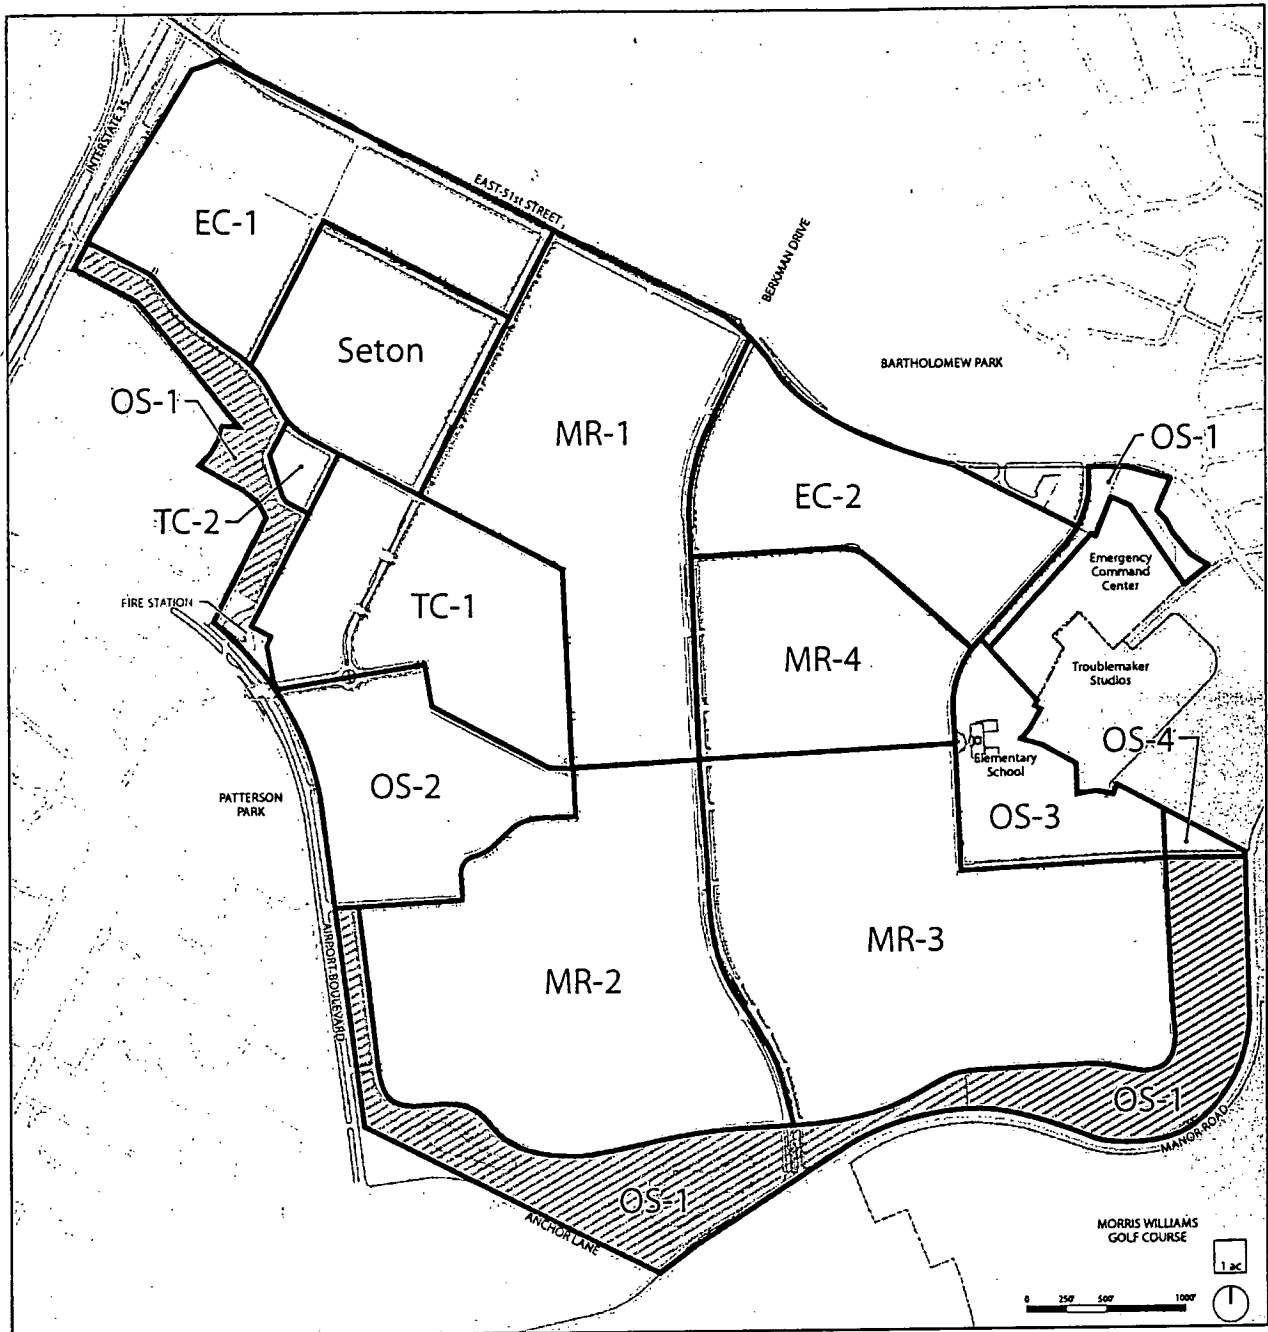 INTERSTATE 35
EC-1
EAST 51st STREET
BERKMAN DRIVE
Seton
BARTHOLOMEW PARK
OS-1
MR-1
OS-1
EC-2
TC-2
Emergency
Command
Center
FIRE STATION
TC-1
MR-4
Troublemaker
Studios
OS-4
Elementary
School
OS-2
PATTERSON
PARK
OS-3
AIRPORT BOULEVARD
MR-3
MR-2
OS-1
MANOR ROAD
OS-1
ANCHOR LANE
MORRIS WILLIAMS
GOLF COURSE
1 ac
0 250' 500' 1000'